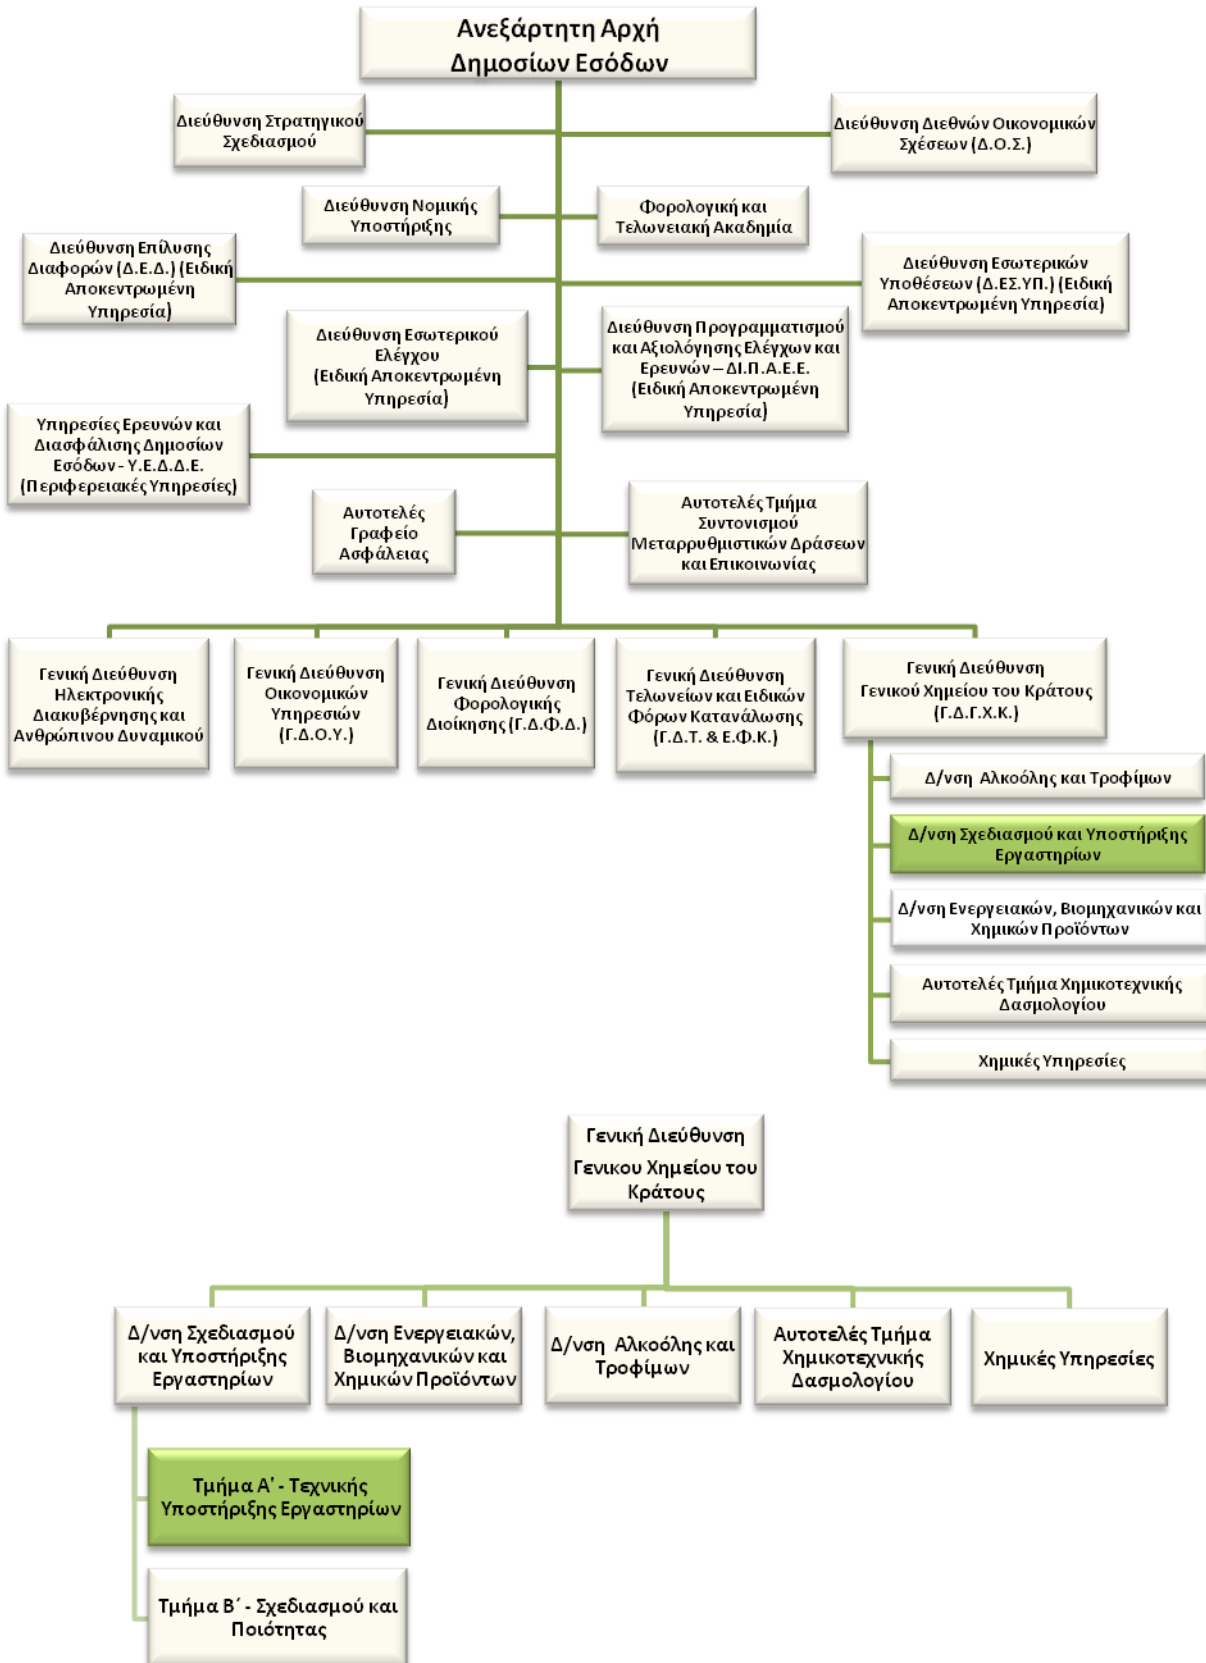 Ανεξάρτητη Αρχή
Δημοσίων Εσόδων
Διεύθυνση Στρατηγικού
Σχεδιασμού
Διεύθυνση Διεθνών Οικονομικών
Σχέσεων (Δ.Ο.Σ.)
Διεύθυνση Νομικής
Υποστήριξης
Φορολογική και
Τελωνειακή Ακαδημία
Διεύθυνση Επίλυσης
Διαφορών (Δ.Ε.Δ.) (Ειδική
Αποκεντρωμένη
Υπηρεσία)
Διεύθυνση Εσωτερικών
Υποθέσεων (Δ.ΕΣ.ΥΠ.) (Ειδική
Αποκεντρωμένη Υπηρεσία)
Διεύθυνση Εσωτερικού
Ελέγχου
(Ειδική Αποκεντρωμένη
Υπηρεσία)
Διεύθυνση Προγραμματισμού
και Αξιολόγησης Ελέγχων και
Ερευνών – ΔΙ.Π.Α.Ε.Ε.
(Ειδική Αποκεντρωμένη
Υπηρεσία)
Υπηρεσίες Ερευνών και
Διασφάλισης Δημοσίων
Εσόδων - Υ.Ε.Δ.Δ.Ε.
(Περιφερειακές Υπηρεσίες)
Αυτοτελές
Γραφείο
Ασφάλειας
Αυτοτελές Τμήμα
Συντονισμού
Μεταρρυθμιστικών Δράσεων
και Επικοινωνίας
Γενική Διεύθυνση
Ηλεκτρονικής
Διακυβέρνησης και
Ανθρώπινου Δυναμικού
Γενική Διεύθυνση
Οικονομικών
Υπηρεσιών
(Γ.Δ.Ο.Υ.)
Γενική Διεύθυνση
Φορολογικής
Διοίκησης (Γ.Δ.Φ.Δ.)
Γενική Διεύθυνση
Τελωνείων και Ειδικών
Φόρων Κατανάλωσης
(Γ.Δ.Τ. & Ε.Φ.Κ.)
Γενική Διεύθυνση
Γενικού Χημείου του Κράτους
(Γ.Δ.Γ.Χ.Κ.)
Δ/νση  Αλκοόλης και Τροφίμων
Δ/νση Σχεδιασμού και Υποστήριξης
Εργαστηρίων
Δ/νση Ενεργειακών, Βιομηχανικών και
Χημικών Προϊόντων
Αυτοτελές Τμήμα Χημικοτεχνικής
Δασμολογίου
Χημικές Υπηρεσίες
Γενική Διεύθυνση
Γενικου Χημείου του
Κράτους
Δ/νση Σχεδιασμού
και Υποστήριξης
Εργαστηρίων
Δ/νση Ενεργειακών,
Βιομηχανικών και
Χημικών Προϊόντων
Δ/νση  Αλκοόλης και
Τροφίμων
Αυτοτελές Τμήμα
Χημικοτεχνικής
Δασμολογίου
Χημικές Υπηρεσίες
Τμήμα Α' - Τεχνικής
Υποστήριξης Εργαστηρίων
Τμήμα Β΄ - Σχεδιασμού και
Ποιότητας